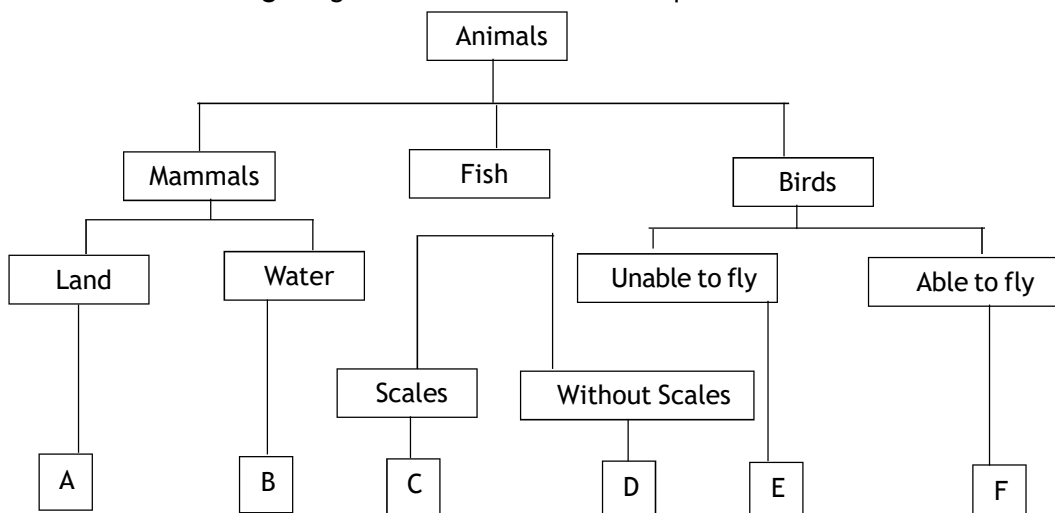 Animals
Mammals
Fish
Birds
Land
Water
Unable to fly
Able to fly
Scales
Without Scales
A
B
C
D
E
F